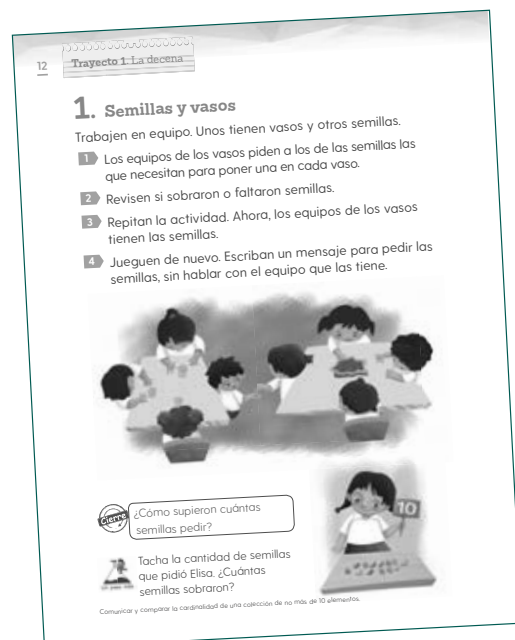 12
Trayecto 1. La decena
1. Semillas y vasos
Trabajen en equipo. Unos tienen vasos y otros semillas.
1 Los equipos de los vasos piden a los de las semillas las
que necesitan para poner una en cada vaso.
2 Revisen si sobraron o faltaron semillas.
3 Repitan la actividad. Ahora, los equipos de los vasos
tienen las semillas.
4 Jueguen de nuevo. Escriban un mensaje para pedir las
semillas, sin hablar con el equipo que las tiene.
10
Cierre
¿Cómo supieron cuántas
semillas pedir?
Tacha la cantidad de semillas
que pidió Elisa. ¿Cuántas
semillas sobraron?
Un paso más
Comunicar y comparar la cardinalidad de una colección de no más de 10 elementos.